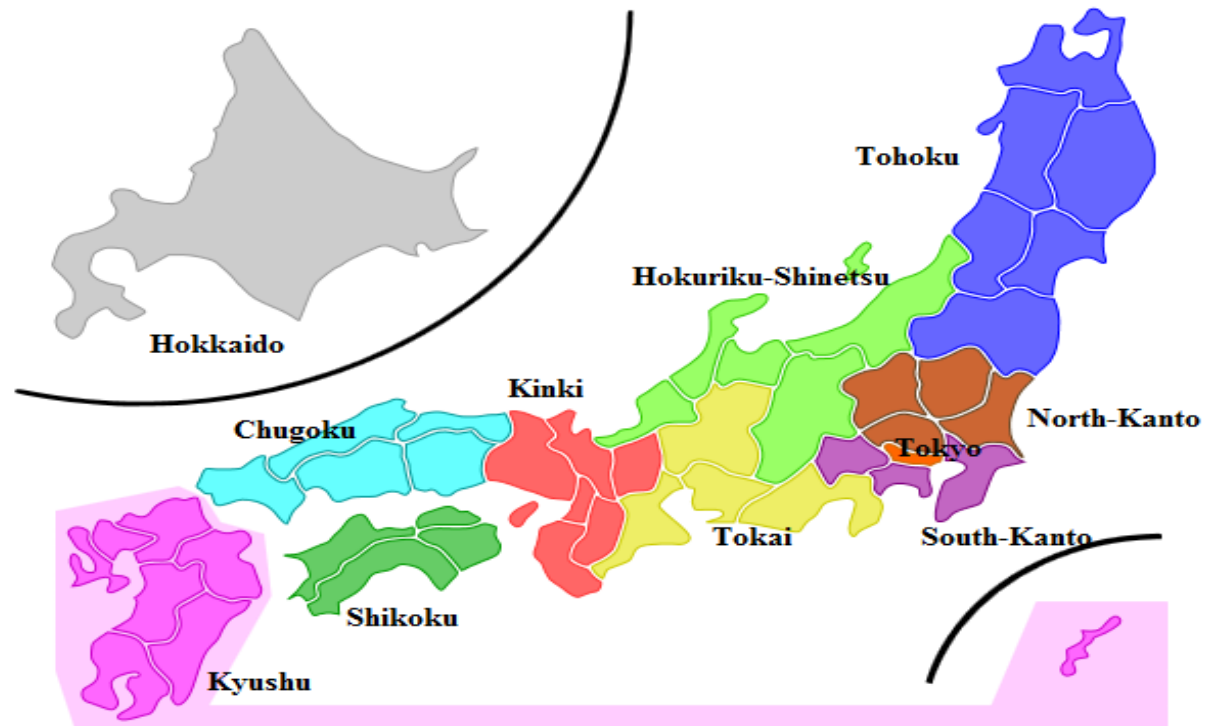 Tohoku
Hokuriku-Shinetsu
Hokkaido
Kinki
Chugoku
North-Kanto
Tokyo
Tokai
South-Kanto
Shikoku
Kyushu